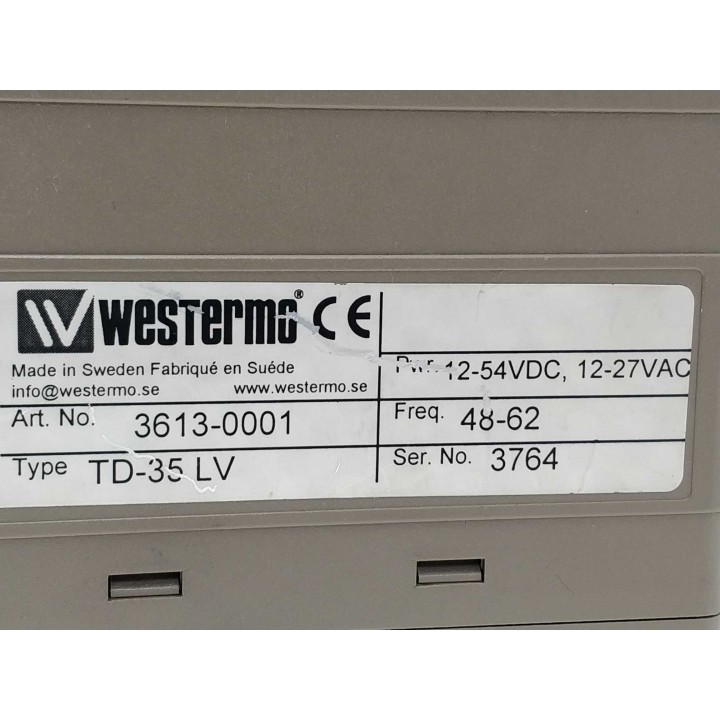 WESTERMO® CE
Made in Sweden Fabriqué en Suéde
info@westermo.se www.westermo.se
Art. No. 3613-0001
Type TD-35 LV
Pwr. 12-54VDC, 12-27VAC
Freq. 48-62
Ser. No. 3764